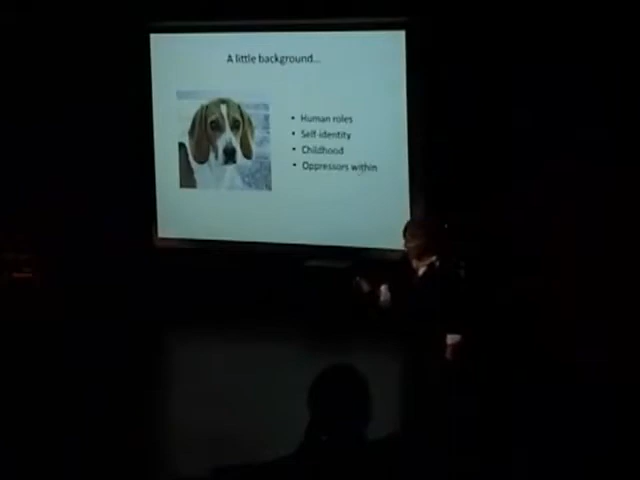 A little background...
• Human roles
• Self-identity
• Childhood
• Oppressors within